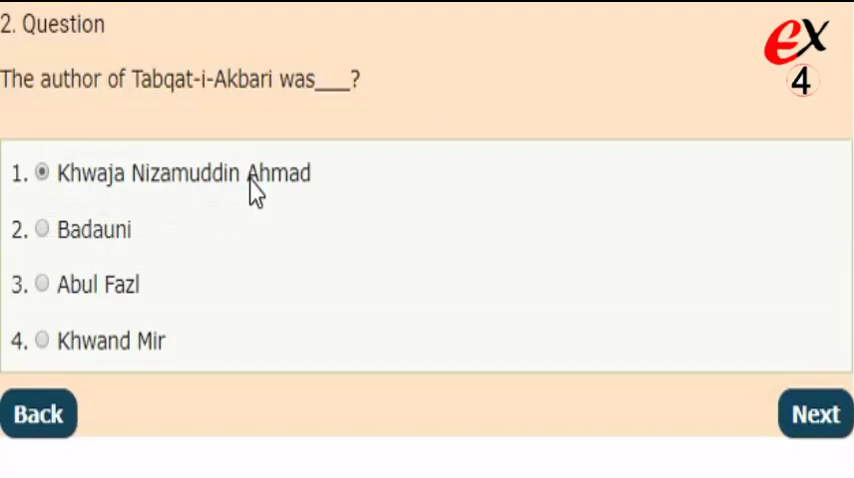 2. Question
ex
4
The author of Tabqat-i-Akbari was___?
1. Khwaja Nizamuddin Ahmad
2. Badauni
3. Abul Fazl
4. Khwand Mir
Back
Next